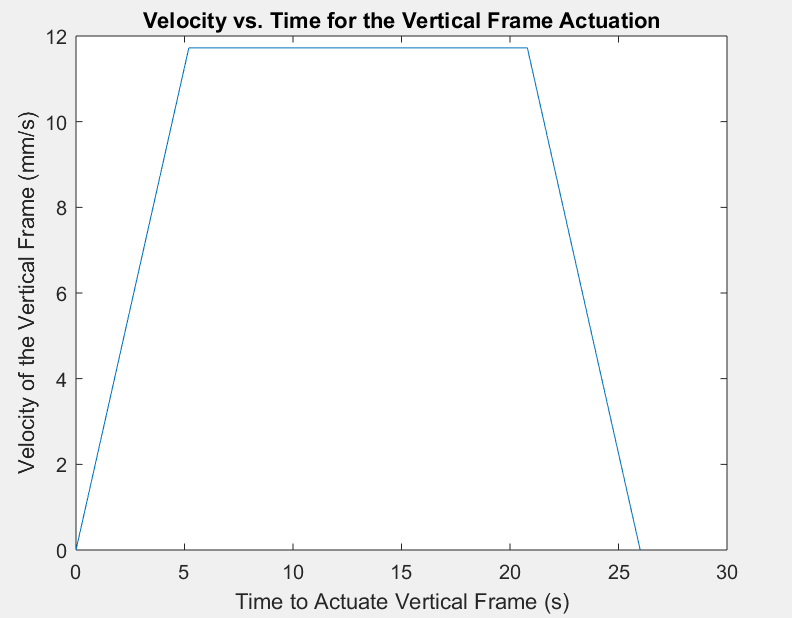 Velocity vs. Time for the Vertical Frame Actuation
12
10
8
6
4
2
0
Velocity of the Vertical Frame (mm/s)
0 5 10 15 20 25 30
Time to Actuate Vertical Frame (s)